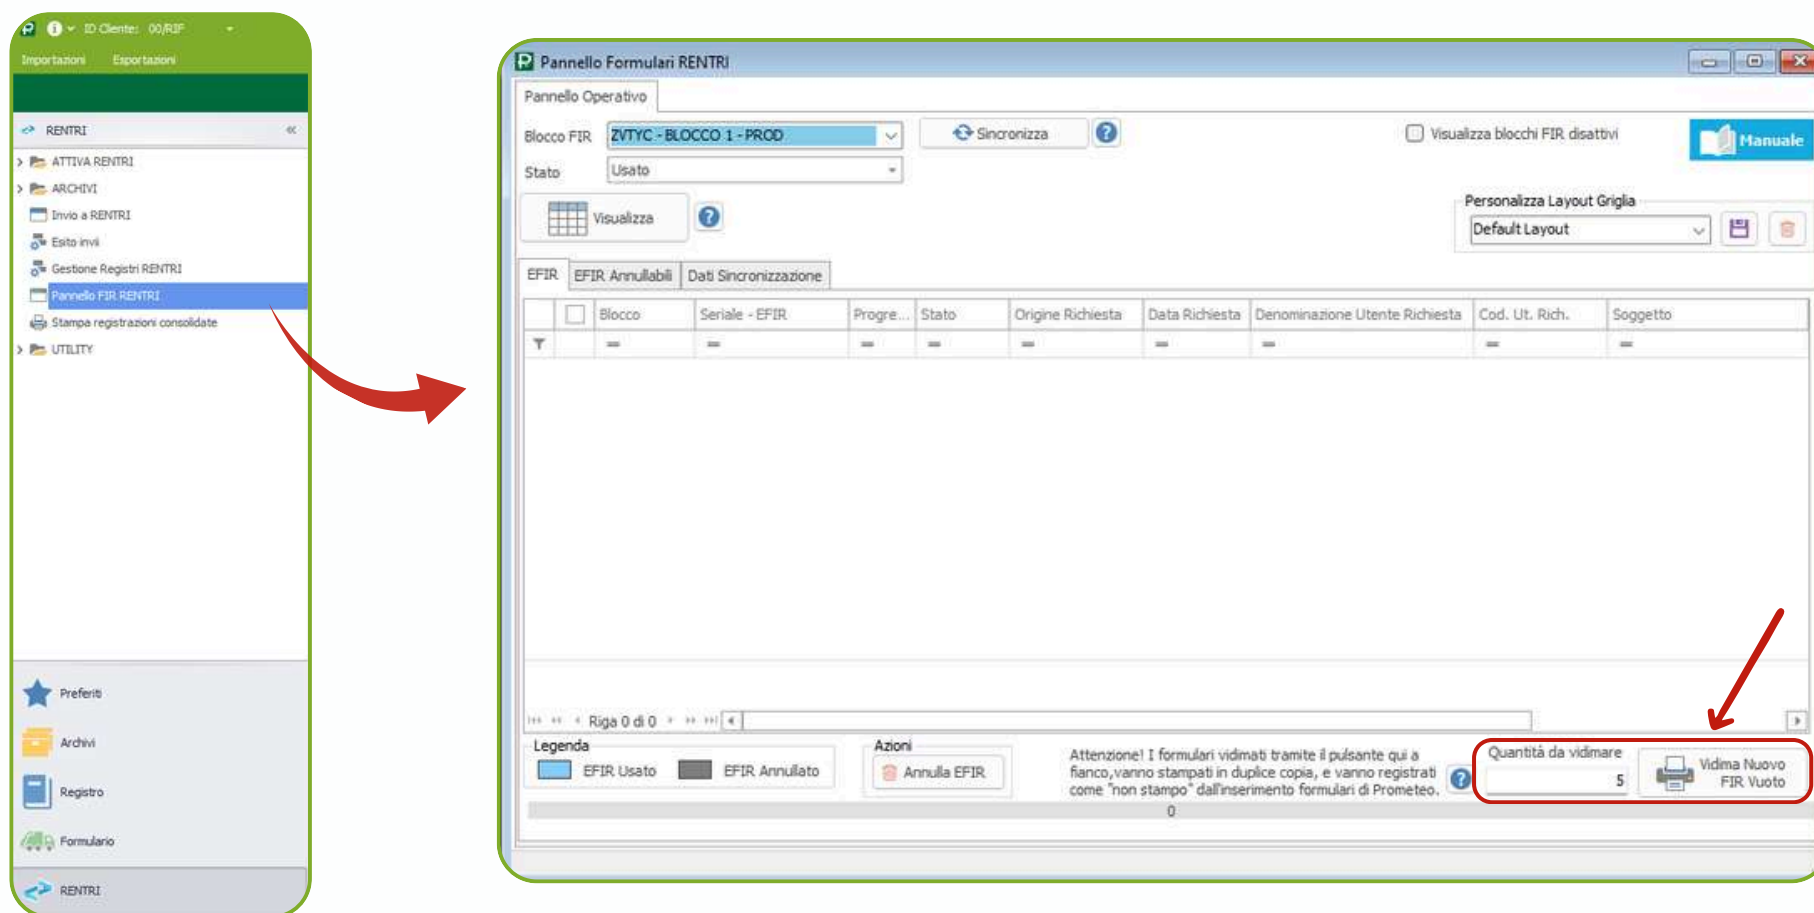 ID Cliente: 00/RIF
Importazioni Esportazioni
RENTRI
ATTIVA RENTRI
ARCHIVI
Invio a RENTRI
Esito invii
Gestione Registri RENTRI
Pannello FIR RENTRI
Stampa registrazioni consolidate
UTILITY
Preferiti
Archivi
Registro
Formulario
RENTRI
Pannello Formulari RENTRI
Pannello Operativo
Blocco FIR ZVTYC - BLOCCO 1 - PROD Sincronizza Visualizza blocchi FIR disattivi Manuale
Stato Usato
Visualizza
Personalizza Layout Griglia
Default Layout
EFIR EFIR Annullabili Dati Sincronizzazione
Blocco Seriale - EFIR Progre... Stato Origine Richiesta Data Richiesta Denominazione Utente Richiesta Cod. Ut. Rich. Soggetto
Riga 0 di 0
Legenda
EFIR Usato EFIR Annullato
Azioni
Annulla EFIR
Attenzione! I formulari vidimati tramite il pulsante qui a
fianco,vanno stampati in duplice copia, e vanno registrati
come "non stampo" dall'inserimento formulari di Prometeo.
Quantità da vidimare
5
Vidima Nuovo
FIR Vuoto
0